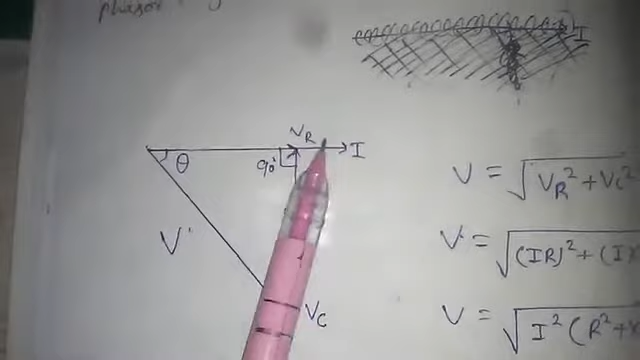 phasor
I
V_R
I
θ
90°
V
V_C
V = √V_R² + V_C²
V = √(IR)² + (I
V = √I² (R² +